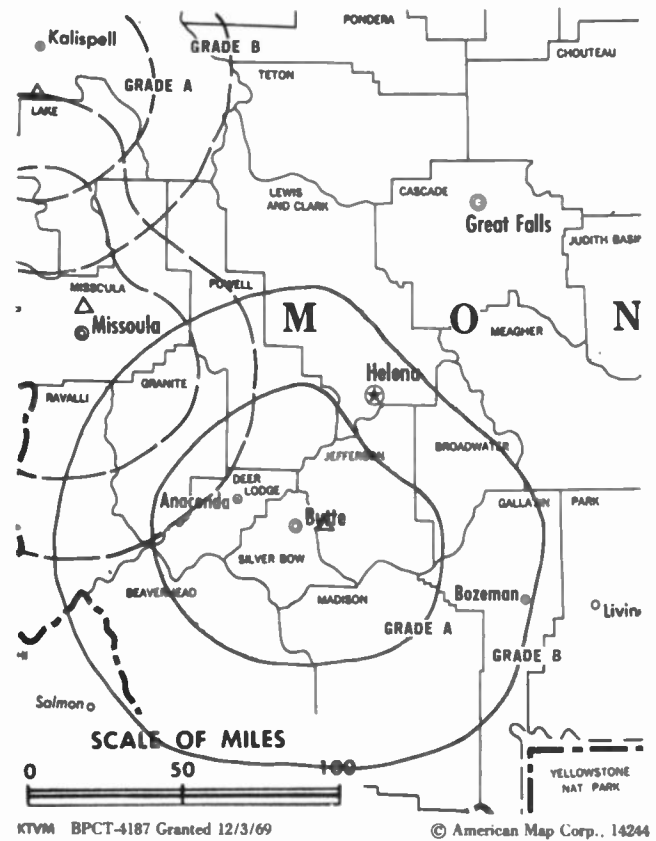 PONDERA
Kalispell
GRADE B
CHOUTEAU
TETON
GRADE A
LAKE
LEWIS
AND CLARK
CASCADE
Great Falls
JUDITH BASIN
MISSOULA
POWELL
M O N
Missoula
MEAGHER
Helena
GRANITE
RAVALLI
BROADWATER
JEFFERSON
DEER
LODGE
Anaconda
GALLATIN PARK
Butte
SILVER BOW
BEAVERHEAD
MADISON
Bozeman
Livin
GRADE A
GRADE B
Salmon
SCALE OF MILES
0 50 100
YELLOWSTONE
NAT PARK
KTVM BPCT-4187 Granted 12/3/69
© American Map Corp., 14244